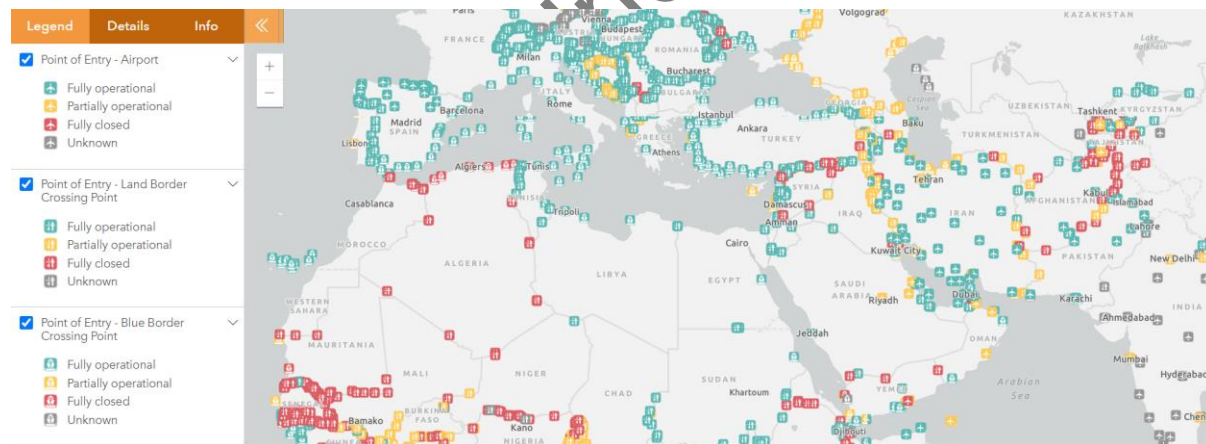 Legend Details Info
Point of Entry - Airport
Fully operational
Partially operational
Fully closed
Unknown
Point of Entry - Land Border
Crossing Point
Fully operational
Partially operational
Fully closed
Unknown
Point of Entry - Blue Border
Crossing Point
Fully operational
Partially operational
Fully closed
Unknown
+
−
Paris
Vienna
Budapest
Volgograd
KAZAKHSTAN
FRANCE
Milan
ROMANIA
Lake
Balkhash
Bucharest
ITALY
Rome
Barcelona
Istanbul
Caspian
Sea
UZBEKISTAN
Tashkent
KYRGYZSTAN
Madrid
SPAIN
Ankara
TURKEY
Baku
TURKMENISTAN
Lisbon
GREECE
Athens
Algiers
Tunis
Tehran
Kabul
Islamabad
AFGHANISTAN
Casablanca
Tripoli
SYRIA
Damascus
Amman
IRAQ
IRAN
Lahore
MOROCCO
Cairo
Kuwait City
PAKISTAN
New Delhi
ALGERIA
LIBYA
EGYPT
SAUDI
ARABIA
Riyadh
Dubai
Karachi
INDIA
WESTERN
SAHARA
Ahmedabad
Jeddah
OMAN
MAURITANIA
Mumbai
MALI
NIGER
CHAD
SUDAN
Khartoum
Arabian
Sea
Bamako
BURKINA
FASO
Kano
NIGERIA
Djibouti